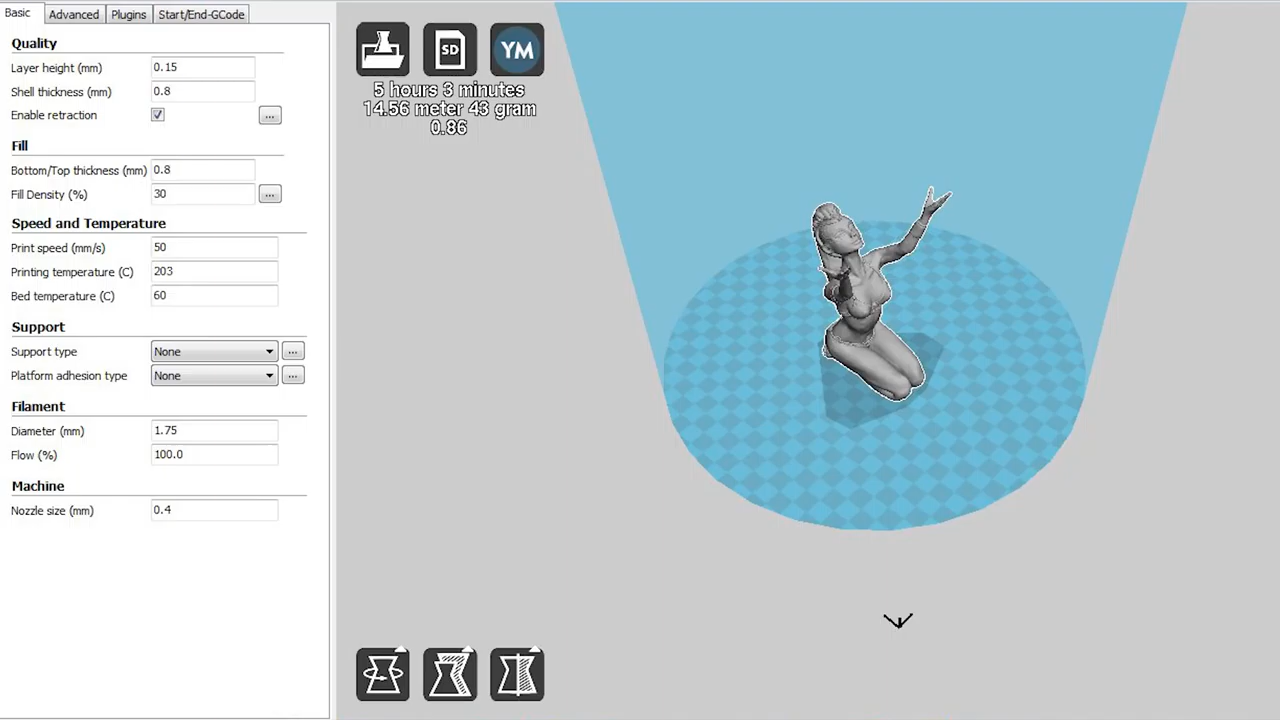 Basic Advanced Plugins Start/End-GCode
Quality
Layer height (mm) 0.15
Shell thickness (mm) 0.8
Enable retraction ...
Fill
Bottom/Top thickness (mm) 0.8
Fill Density (%) 30 ...
Speed and Temperature
Print speed (mm/s) 50
Printing temperature (C) 203
Bed temperature (C) 60
Support
Support type None ...
Platform adhesion type None ...
Filament
Diameter (mm) 1.75
Flow (%) 100.0
Machine
Nozzle size (mm) 0.4
SD YM
5 hours 3 minutes
14.56 meter 43 gram
0.86